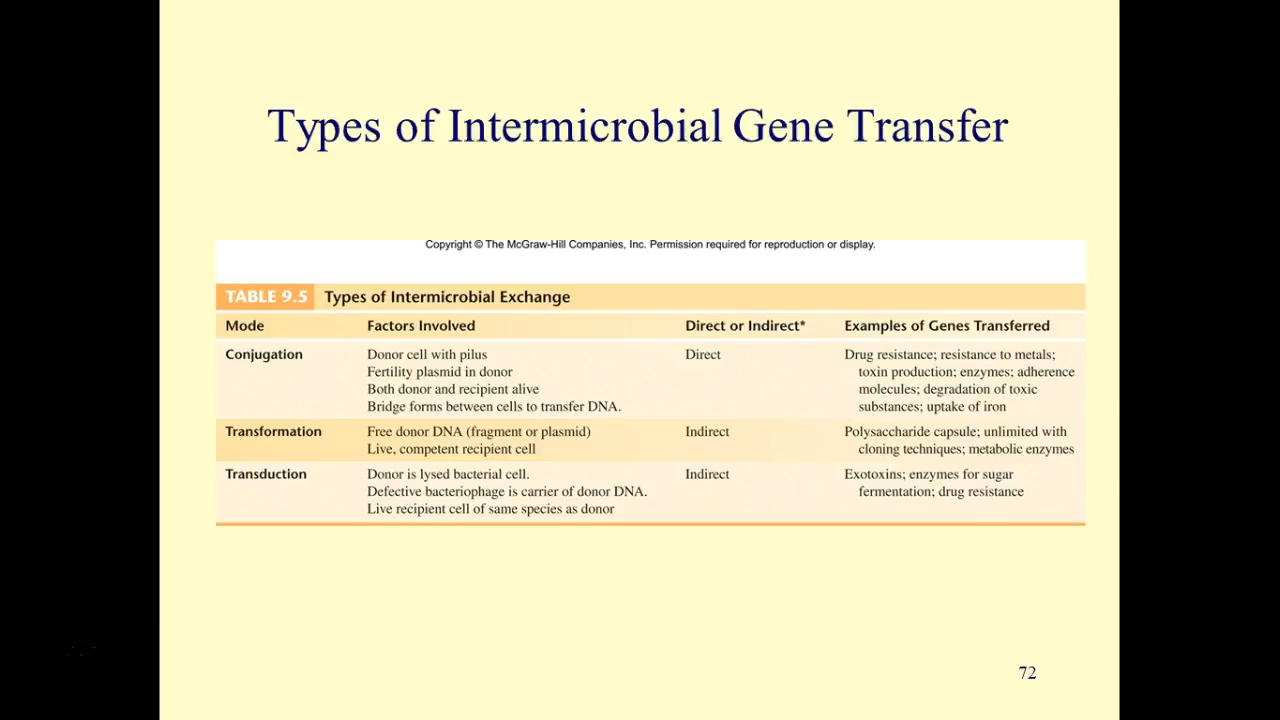 Types of Intermicrobial Gene Transfer
Copyright © The McGraw-Hill Companies, Inc. Permission required for reproduction or display.
TABLE 9.5 Types of Intermicrobial Exchange
Mode Factors Involved Direct or Indirect* Examples of Genes Transferred
Conjugation Donor cell with pilus Direct Drug resistance; resistance to metals;
Fertility plasmid in donor toxin production; enzymes; adherence
Both donor and recipient alive molecules; degradation of toxic
Bridge forms between cells to transfer DNA. substances; uptake of iron
Transformation Free donor DNA (fragment or plasmid) Indirect Polysaccharide capsule; unlimited with
Live, competent recipient cell cloning techniques; metabolic enzymes
Transduction Donor is lysed bacterial cell. Indirect Exotoxins; enzymes for sugar
Defective bacteriophage is carrier of donor DNA. fermentation; drug resistance
Live recipient cell of same species as donor
72